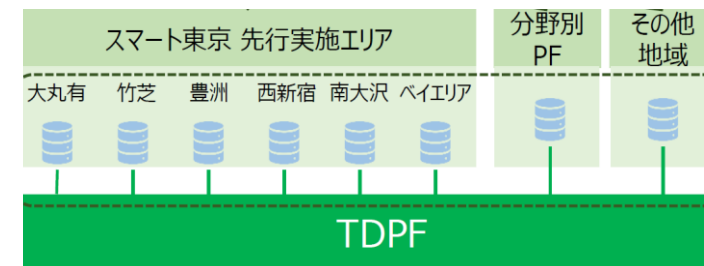 スマート東京 先行実施エリア
分野別
PF
その他
地域
大丸有 竹芝 豊洲 西新宿 南大沢 ベイエリア
TDPF